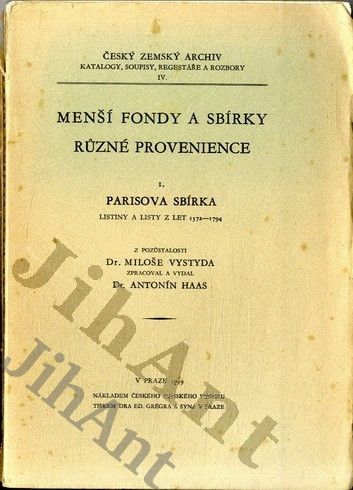 ČESKÝ ZEMSKÝ ARCHIV
KATALOGY, SOUPISY, REGESTÁŘE A ROZBORY
IV.
MENŠÍ FONDY A SBÍRKY
RŮZNÉ PROVENIENCE
I.
PARISOVA SBÍRKA
LISTINY A LISTY Z LET 1372—1794
Z POZŮSTALOSTI
Dr. MILOŠE VYSTYDA
ZPRACOVAL A VYDAL
Dr. ANTONÍN HAAS
V PRAZE
NÁKLADEM ČESKÉHO
TISKEM DRA ED. GRÉGRA A SYNA V PRAZE
JihAnt
JihAnt